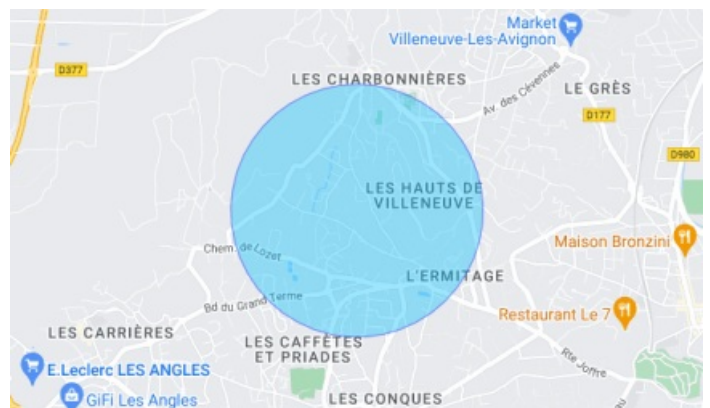 Market
Villeneuve-Les-Avignon
D377
LES CHARBONNIÈRES
LE GRÈS
Av. des Cévennes
D177
D980
LES HAUTS DE
VILLENEUVE
Maison Bronzini
Chem. de Lozet
L'ERMITAGE
Bd du Grand Terme
Restaurant Le 7
LES CARRIÈRES
LES CAFFÈTES
ET PRIADES
Rte Joffre
E.Leclerc LES ANGLES
GiFi Les Angles
LES CONQUES